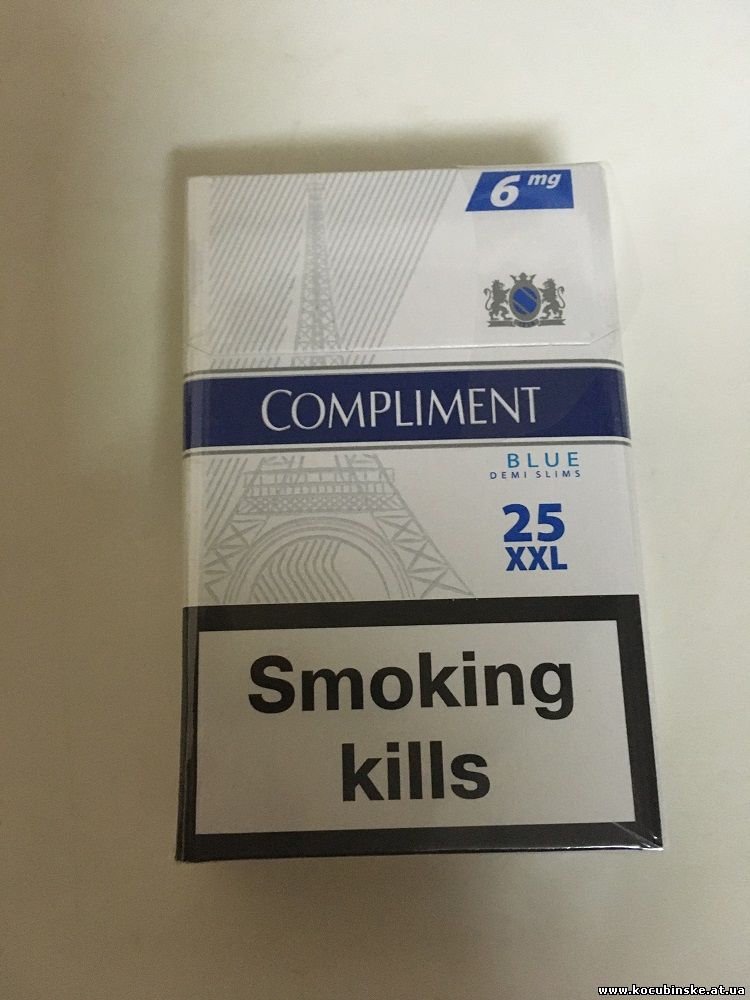 6 mg
COMPLIMENT
BLUE
DEMI SLIMS
25
XXL
Smoking
kills
www.kocubinske.at.ua